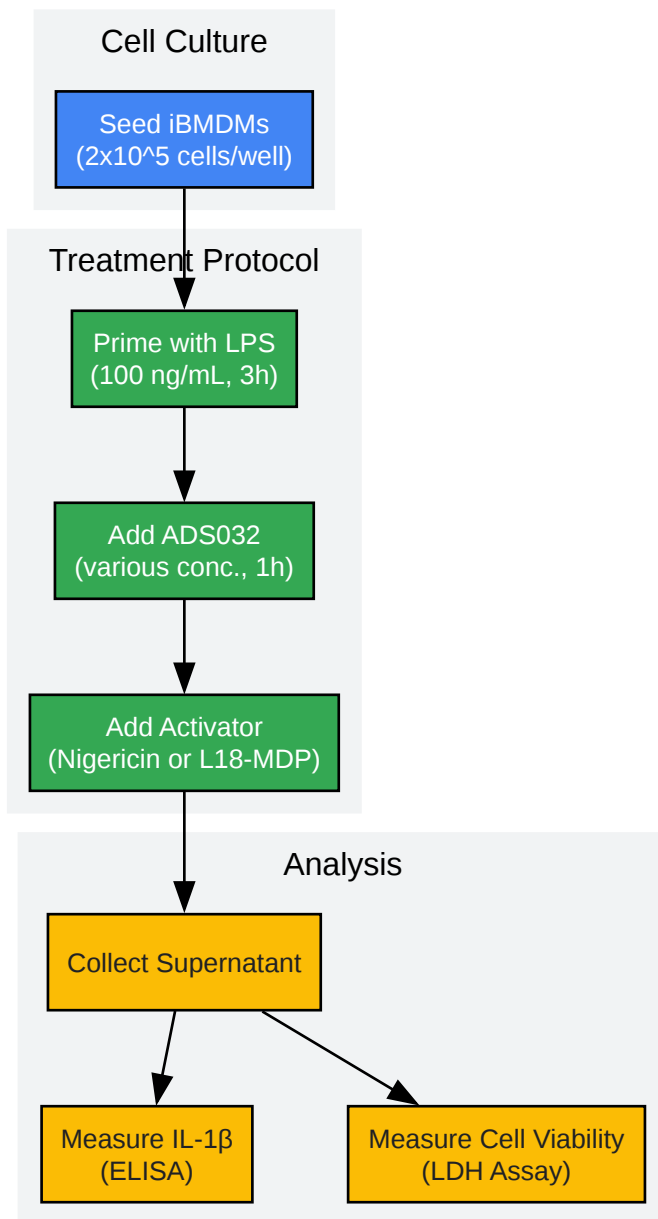 Cell Culture
Seed iBMDMs
(2x10^5 cells/well)
Treatment Protocol
Prime with LPS
(100 ng/mL, 3h)
Add ADS032
(various conc., 1h)
Add Activator
(Nigericin or L18-MDP)
Analysis
Collect Supernatant
Measure IL-1β
(ELISA)
Measure Cell Viability
(LDH Assay)